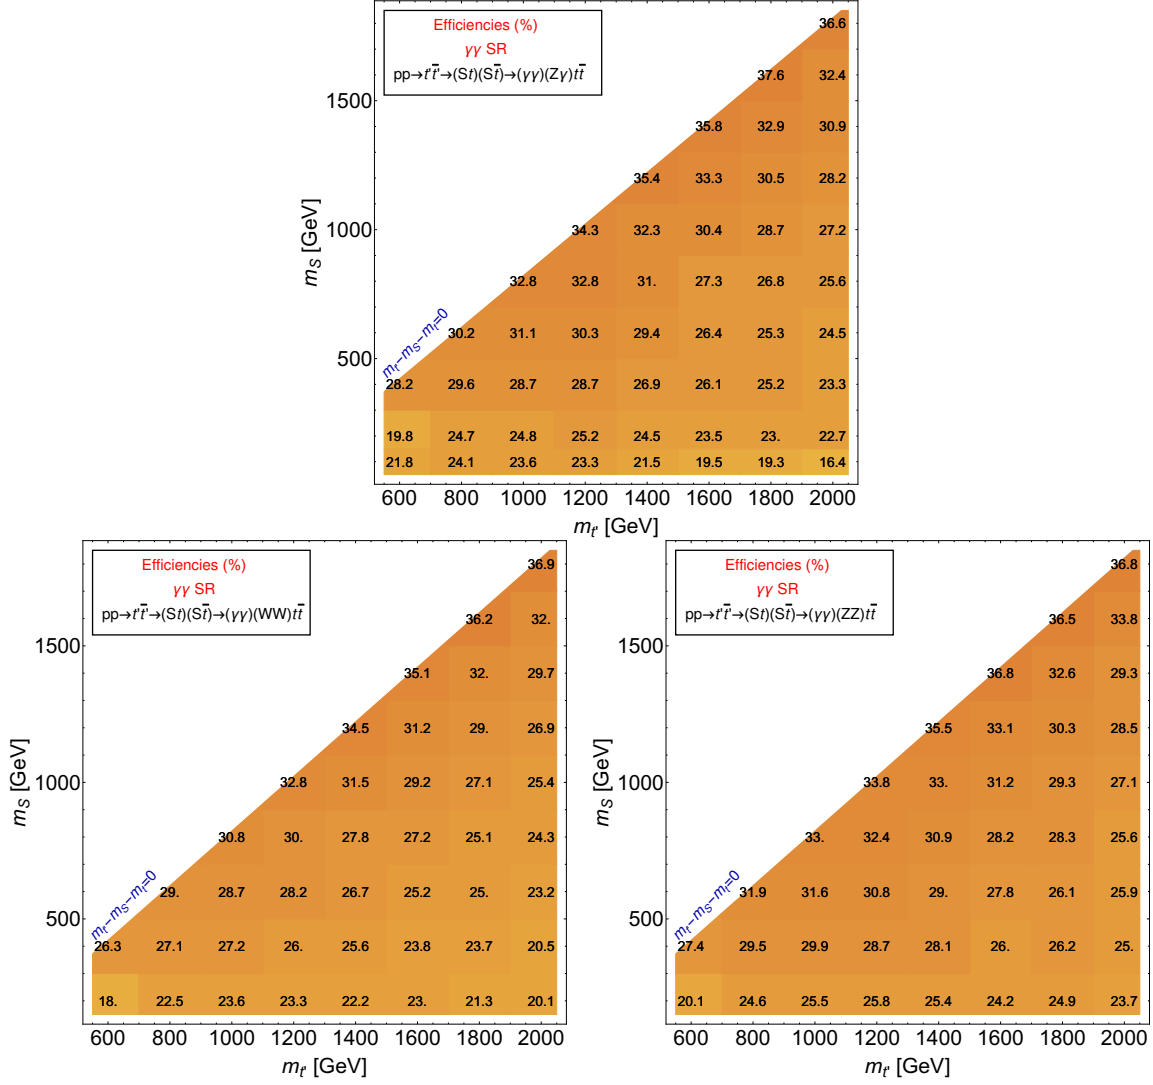 Efficiencies (%)
γγ SR
pp→t't̄'→(St)(St̄)→(γγ)(Zγ)tt̄
36.6
37.6 32.4
1500
35.8 32.9 30.9
35.4 33.3 30.5 28.2
1000
34.3 32.3 30.4 28.7 27.2
m_S [GeV]
32.8 32.8 31. 27.3 26.8 25.6
m_t'−m_S−m_t=0
30.2 31.1 30.3 29.4 26.4 25.3 24.5
500
28.2 29.6 28.7 28.7 26.9 26.1 25.2 23.3
19.8 24.7 24.8 25.2 24.5 23.5 23. 22.7
21.8 24.1 23.6 23.3 21.5 19.5 19.3 16.4
600 800 1000 1200 1400 1600 1800 2000
m_t' [GeV]
Efficiencies (%)
γγ SR
pp→t't̄'→(St)(St̄)→(γγ)(WW)tt̄
36.9
36.2 32.
1500
35.1 32. 29.7
34.5 31.2 29. 26.9
1000
32.8 31.5 29.2 27.1 25.4
m_S [GeV]
30.8 30. 27.8 27.2 25.1 24.3
m_t'−m_S−m_t=0
29. 28.7 28.2 26.7 25.2 25. 23.2
500
26.3 27.1 27.2 26. 25.6 23.8 23.7 20.5
18. 22.5 23.6 23.3 22.2 23. 21.3 20.1
600 800 1000 1200 1400 1600 1800 2000
m_t' [GeV]
Efficiencies (%)
γγ SR
pp→t't̄'→(St)(St̄)→(γγ)(ZZ)tt̄
36.8
36.5 33.8
1500
36.8 32.6 29.3
35.5 33.1 30.3 28.5
1000
33.8 33. 31.2 29.3 27.1
m_S [GeV]
33. 32.4 30.9 28.2 28.3 25.6
m_t'−m_S−m_t=0
31.9 31.6 30.8 29. 27.8 26.1 25.9
500
27.4 29.5 29.9 28.7 28.1 26. 26.2 25.
20.1 24.6 25.5 25.8 25.4 24.2 24.9 23.7
600 800 1000 1200 1400 1600 1800 2000
m_t' [GeV]